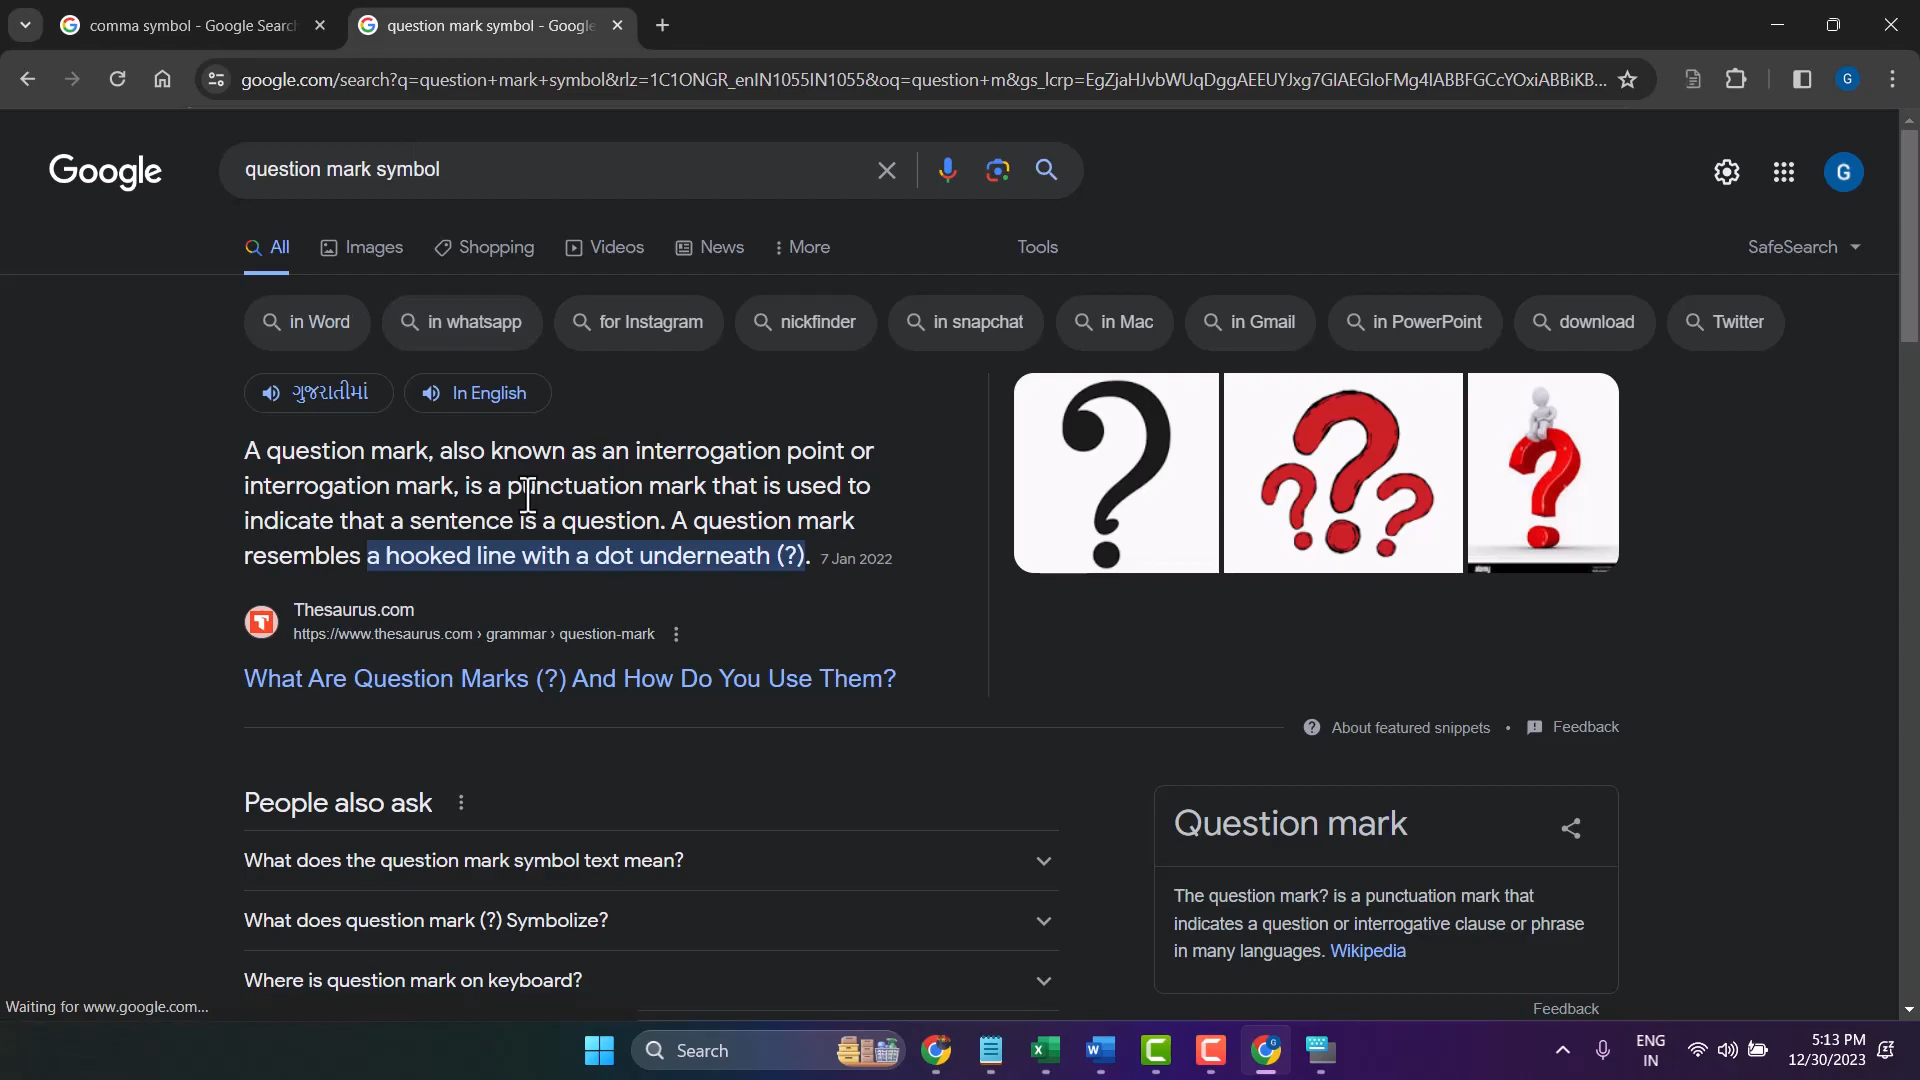 comma symbol - Google Search
question mark symbol - Google
google.com/search?q=question+mark+symbol&rlz=1C1ONGR_enIN1055IN1055&oq=question+m&gs_lcrp=EgZjaHJvbWUqDggAEEUYJxg7GIAEGIoFMg4IABBFGCcYOxiABBiKB...
G
Google
question mark symbol
G
All
Images
Shopping
Videos
News
More
Tools
SafeSearch
in Word
in whatsapp
for Instagram
nickfinder
in snapchat
in Mac
in Gmail
in PowerPoint
download
Twitter
ગુજરાતીમાં
In English
A question mark, also known as an interrogation point or
interrogation mark, is a punctuation mark that is used to
indicate that a sentence is a question. A question mark
resembles a hooked line with a dot underneath (?). 7 Jan 2022
?
???
?
Thesaurus.com
https://www.thesaurus.com › grammar › question-mark
What Are Question Marks (?) And How Do You Use Them?
About featured snippets • Feedback
People also ask
What does the question mark symbol text mean?
What does question mark (?) Symbolize?
Where is question mark on keyboard?
Question mark
The question mark? is a punctuation mark that
indicates a question or interrogative clause or phrase
in many languages. Wikipedia
Feedback
Waiting for www.google.com...
Search
ENG
IN
5:13 PM
12/30/2023